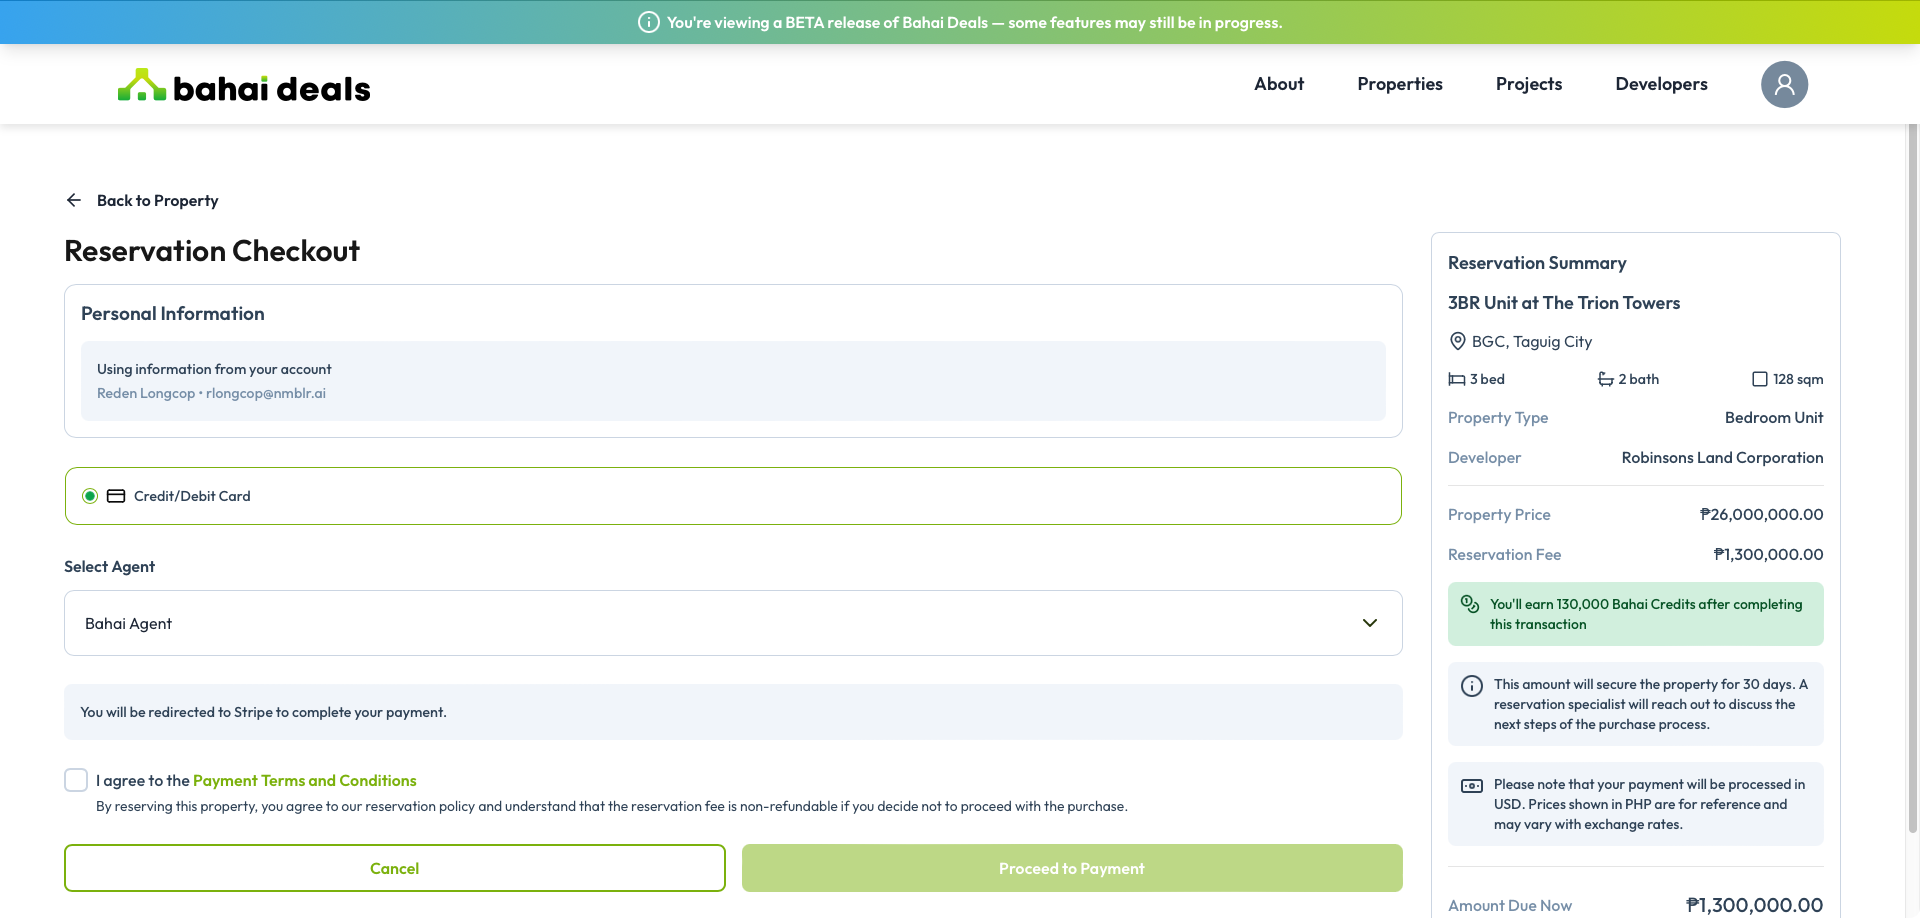 You're viewing a BETA release of Bahai Deals — some features may still be in progress.
bahai deals
About
Properties
Projects
Developers
Back to Property
Reservation Checkout
Personal Information
Using information from your account
Reden Longcop • rlongcop@nmblr.ai
Credit/Debit Card
Select Agent
Bahai Agent
You will be redirected to Stripe to complete your payment.
I agree to the Payment Terms and Conditions
By reserving this property, you agree to our reservation policy and understand that the reservation fee is non-refundable if you decide not to proceed with the purchase.
Cancel
Proceed to Payment
Reservation Summary
3BR Unit at The Trion Towers
BGC, Taguig City
3 bed
2 bath
128 sqm
Property Type
Bedroom Unit
Developer
Robinsons Land Corporation
Property Price
₱26,000,000.00
Reservation Fee
₱1,300,000.00
You'll earn 130,000 Bahai Credits after completing
this transaction
This amount will secure the property for 30 days. A
reservation specialist will reach out to discuss the
next steps of the purchase process.
Please note that your payment will be processed in
USD. Prices shown in PHP are for reference and
may vary with exchange rates.
Amount Due Now
₱1,300,000.00